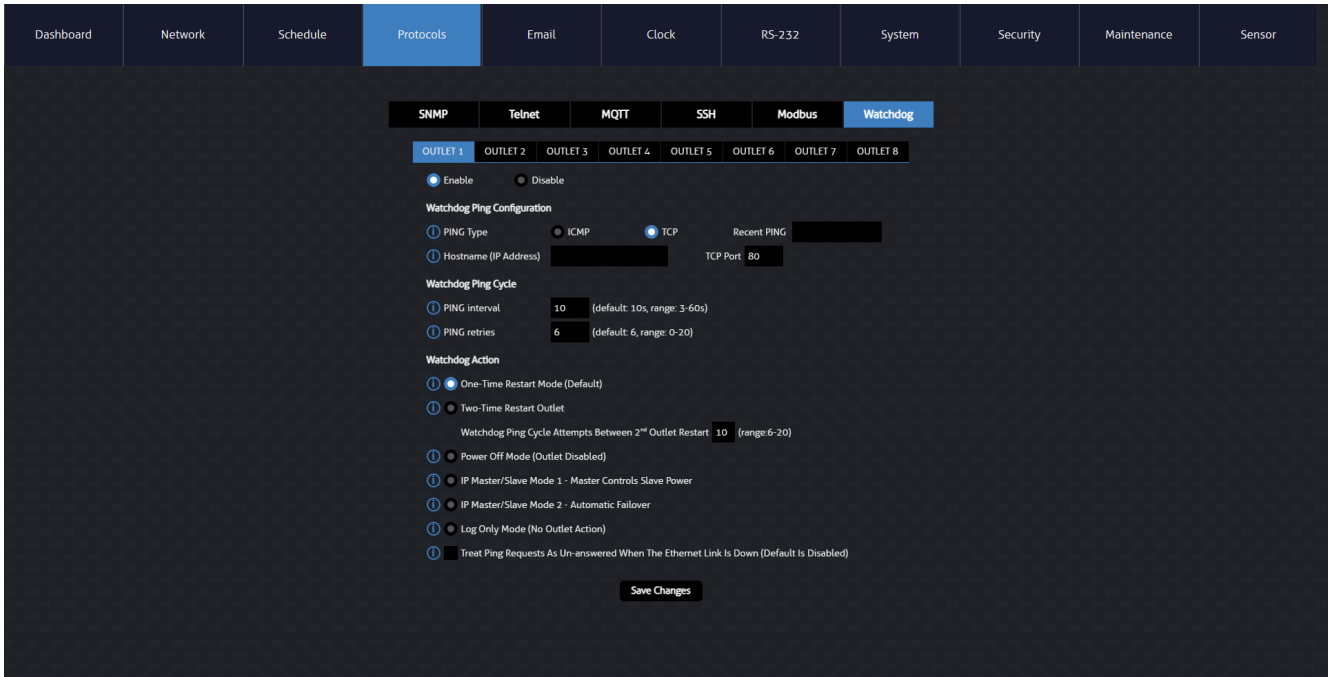 Dashboard Network Schedule Protocols Email Clock RS-232 System Security Maintenance Sensor
SNMP Telnet MQTT SSH Modbus Watchdog
OUTLET 1 OUTLET 2 OUTLET 3 OUTLET 4 OUTLET 5 OUTLET 6 OUTLET 7 OUTLET 8
Enable Disable
Watchdog Ping Configuration
PING Type ICMP TCP Recent PING
Hostname (IP Address) TCP Port 80
Watchdog Ping Cycle
PING interval 10 (default: 10s, range: 3-60s)
PING retries 6 (default: 6, range: 0-20)
Watchdog Action
One-Time Restart Mode (Default)
Two-Time Restart Outlet
Watchdog Ping Cycle Attempts Between 2nd Outlet Restart 10 (range:6-20)
Power Off Mode (Outlet Disabled)
IP Master/Slave Mode 1 - Master Controls Slave Power
IP Master/Slave Mode 2 - Automatic Failover
Log Only Mode (No Outlet Action)
Treat Ping Requests As Un-answered When The Ethernet Link Is Down (Default Is Disabled)
Save Changes